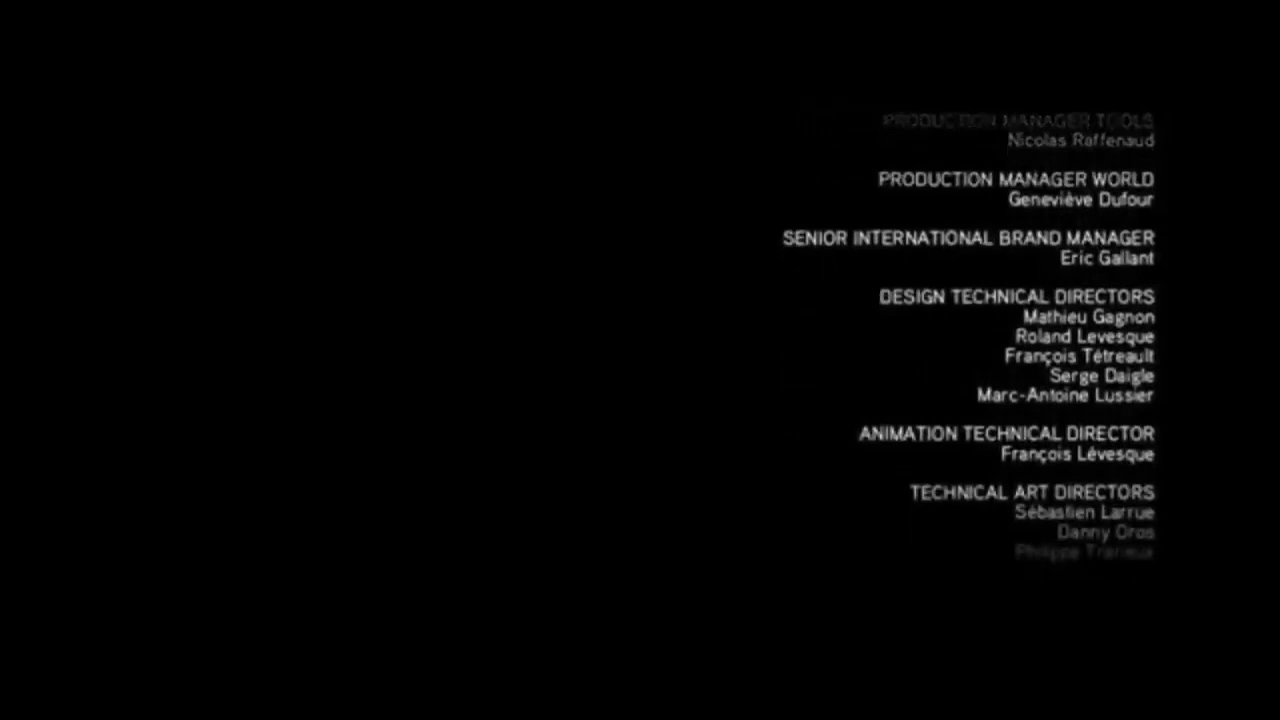 PRODUCTION MANAGER TOOLS
Nicolas Raffenaud
PRODUCTION MANAGER WORLD
Geneviève Dufour
SENIOR INTERNATIONAL BRAND MANAGER
Eric Gallant
DESIGN TECHNICAL DIRECTORS
Mathieu Gagnon
Roland Levesque
François Tétreault
Serge Daigle
Marc-Antoine Lussier
ANIMATION TECHNICAL DIRECTOR
François Lévesque
TECHNICAL ART DIRECTORS
Sébastien Larrue
Danny Oros
Philippe